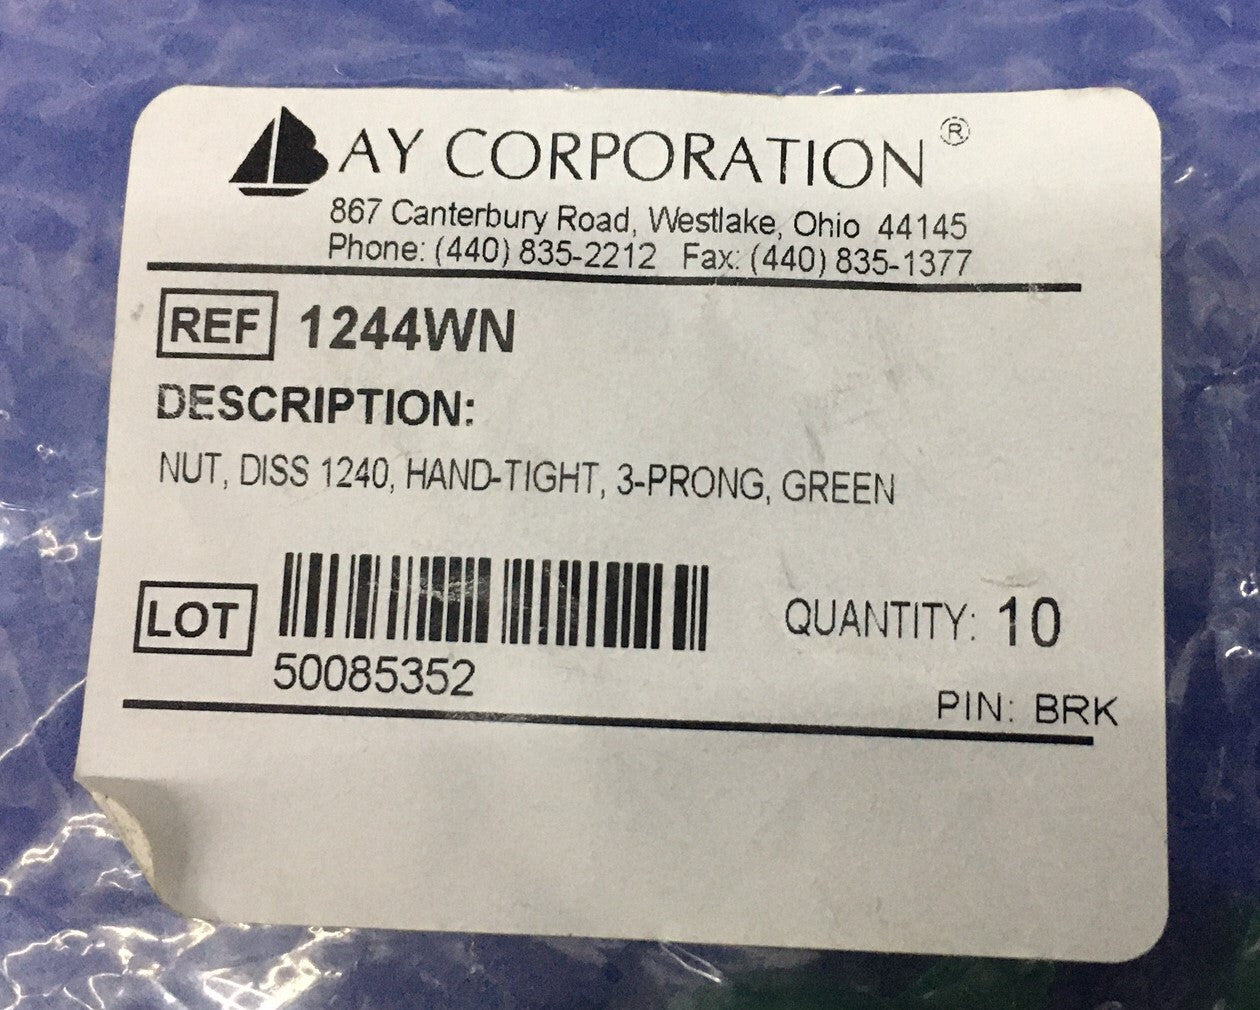 BAY CORPORATION ®
867 Canterbury Road, Westlake, Ohio 44145
Phone: (440) 835-2212 Fax: (440) 835-1377
REF 1244WN
DESCRIPTION:
NUT, DISS 1240, HAND-TIGHT, 3-PRONG, GREEN
LOT
50085352
QUANTITY: 10
PIN: BRK